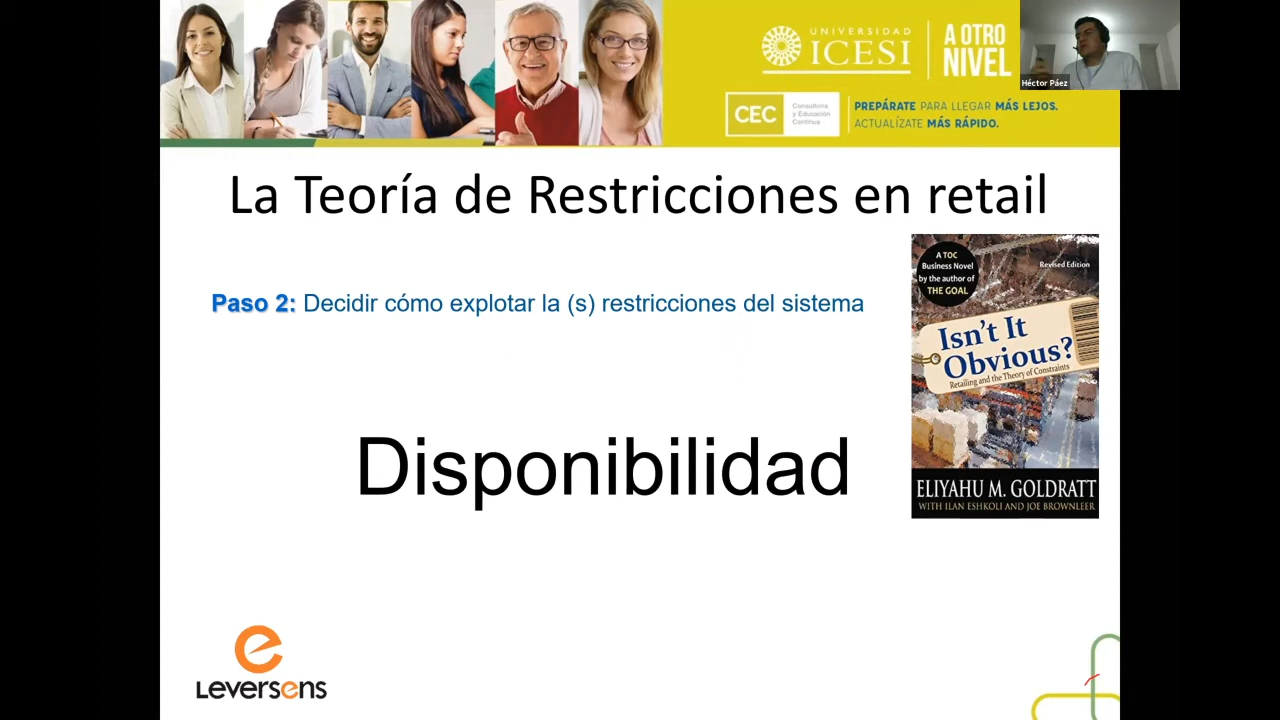 UNIVERSIDAD
ICESI
A OTRO
NIVEL
Héctor Páez
CEC
Consultoría
y Educación
Continua
PREPÁRATE PARA LLEGAR MÁS LEJOS.
ACTUALÍZATE MÁS RÁPIDO.
La Teoría de Restricciones en retail
Paso 2: Decidir cómo explotar la (s) restricciones del sistema
Disponibilidad
A TOC
Business Novel
by the author of
THE GOAL
Revised Edition
Isn't It
Obvious?
Retailing and the Theory of Constraints
ELIYAHU M. GOLDRATT
WITH ILAN ESHKOLI AND JOE BROWNLEER
e
Leversens